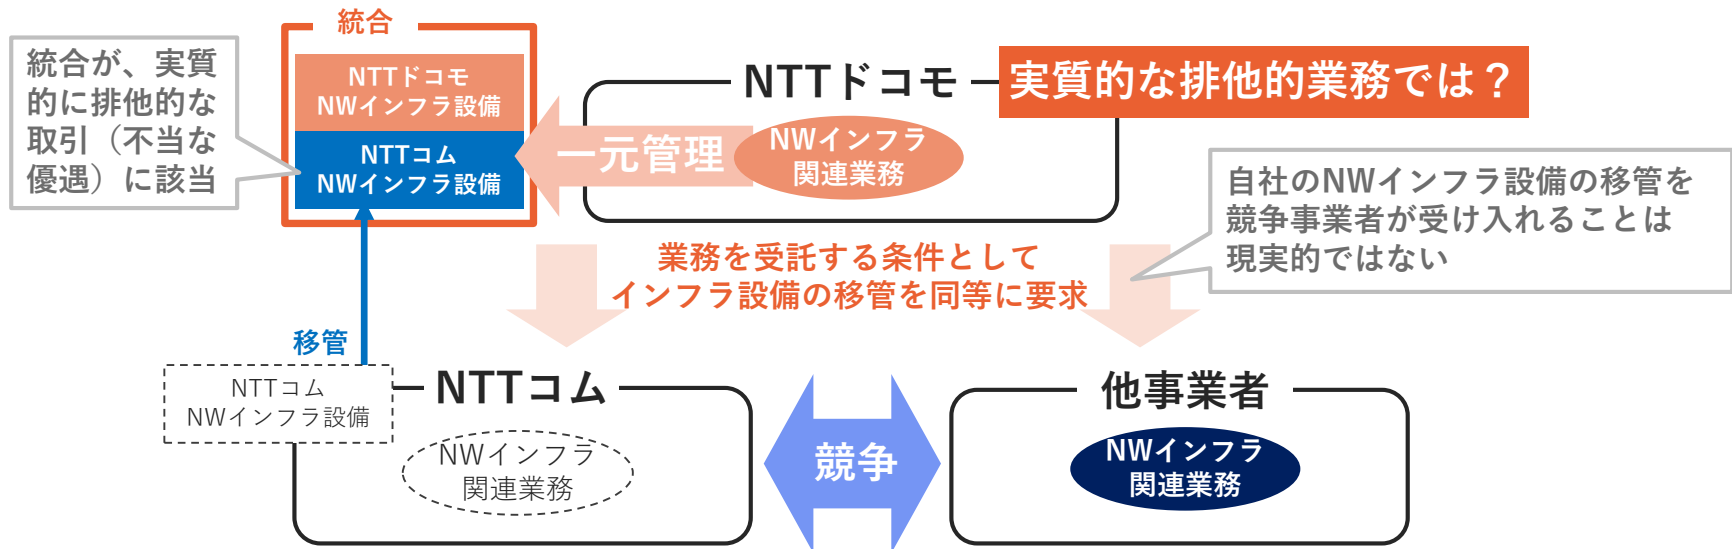 統合
統合が、実質
的に排他的な
取引（不当な
優遇）に該当
NTTドコモ
NWインフラ設備
NTTコム
NWインフラ設備
一元管理
NTTドコモ
実質的な排他的業務では？
NWインフラ
関連業務
自社のNWインフラ設備の移管を
競争事業者が受け入れることは
現実的ではない
業務を受託する条件として
インフラ設備の移管を同等に要求
移管
NTTコム
NWインフラ設備
NTTコム
NWインフラ
関連業務
競争
他事業者
NWインフラ
関連業務